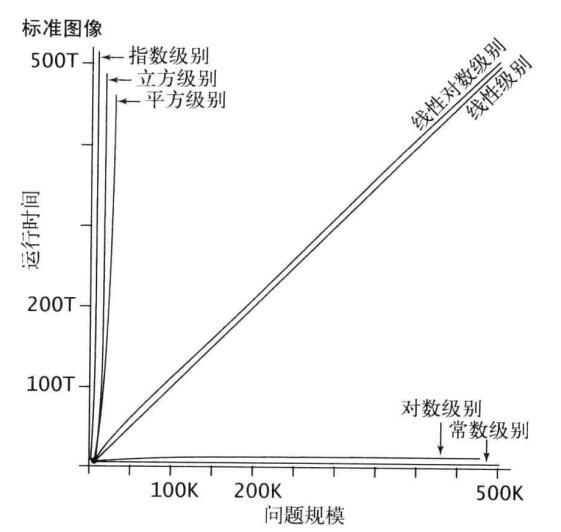 标准图像
500T
指数级别
立方级别
平方级别
线性对数级别
线性级别
运行时间
200T
100T
对数级别
常数级别
100K
200K
500K
问题规模